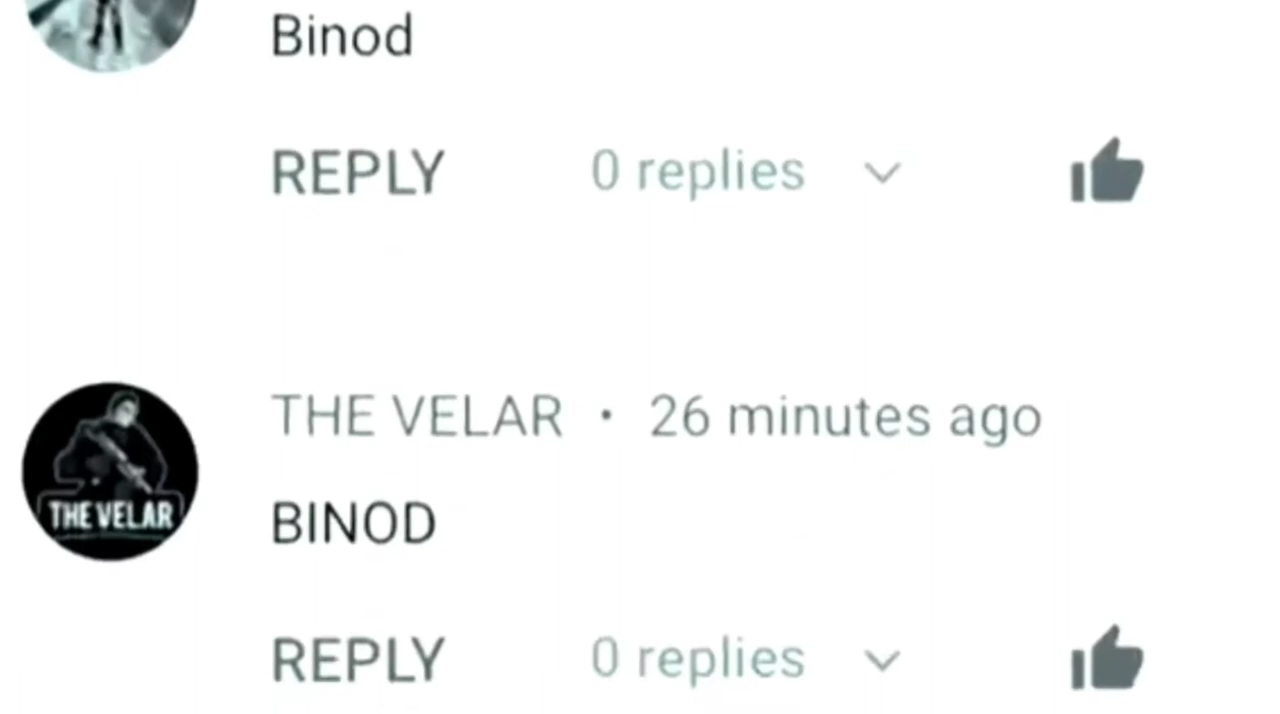 Binod
REPLY 0 replies
THE VELAR • 26 minutes ago
THE VELAR
BINOD
REPLY 0 replies